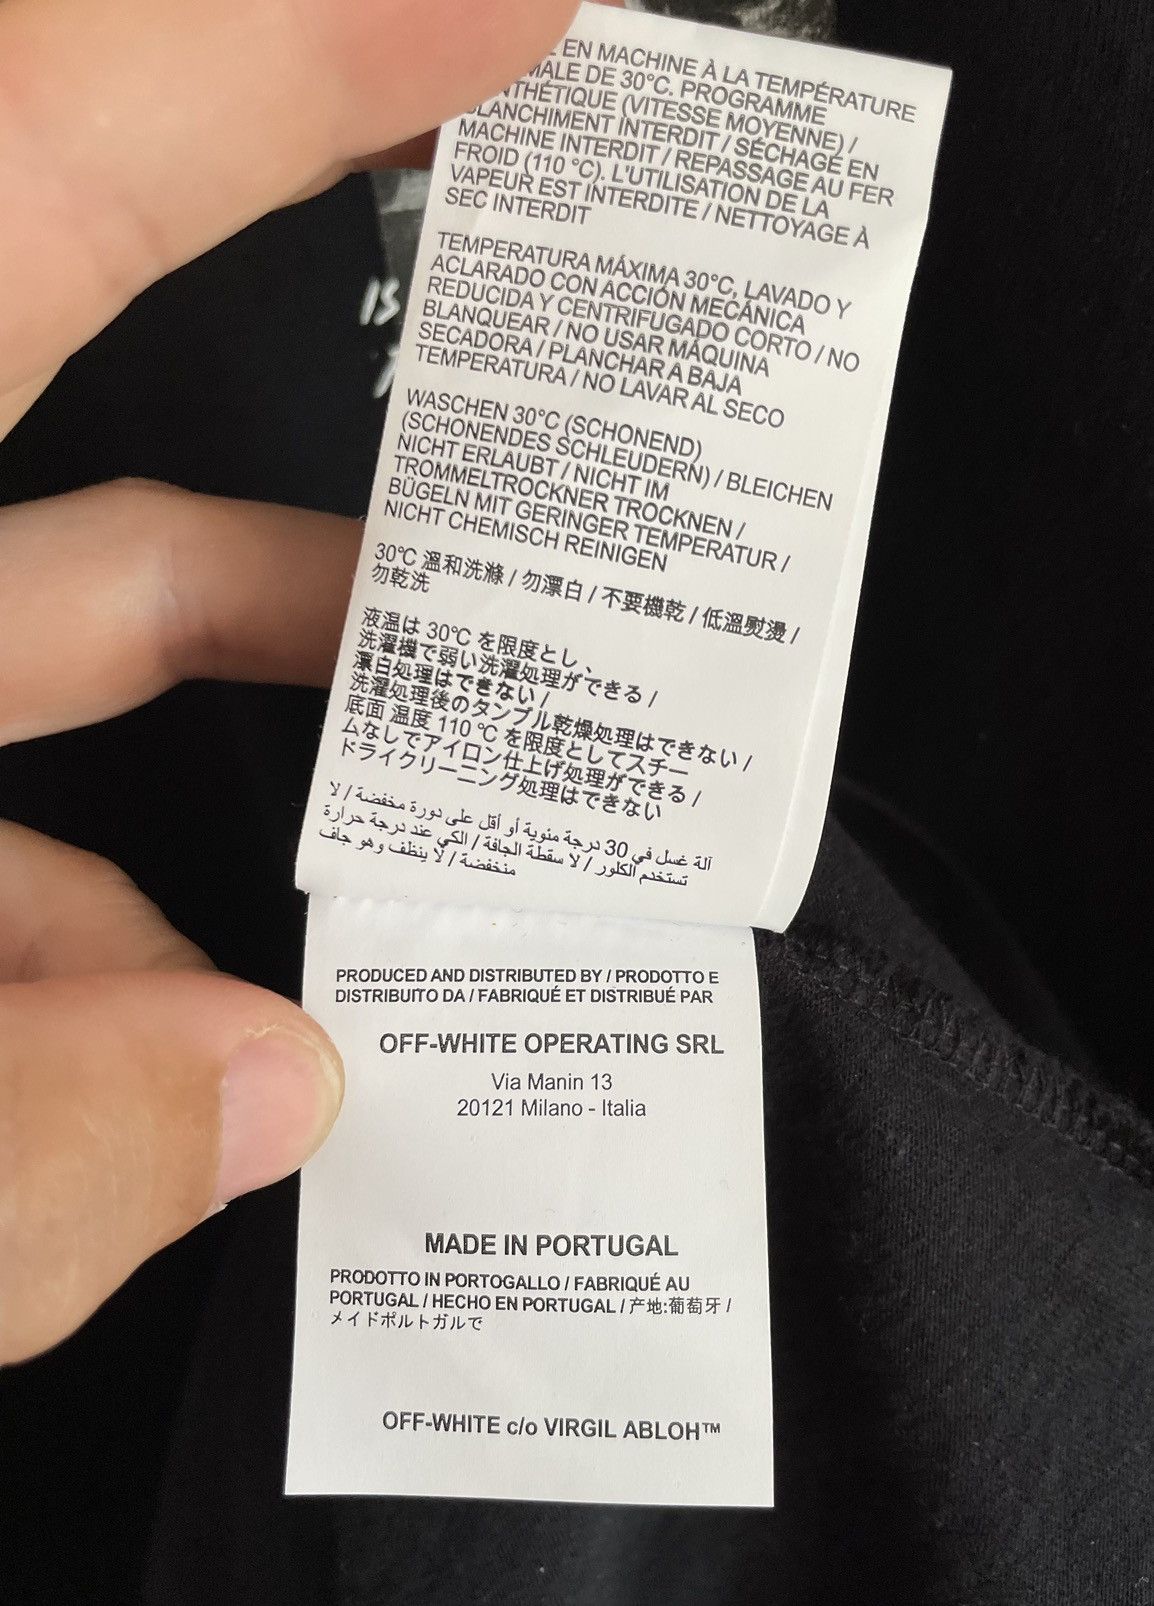 EN MACHINE À LA TEMPÉRATURE
DE 30°C. PROGRAMME
(VITESSE MOYENNE) /
INTERDIT / SÉCHAGE EN
MACHINE INTERDIT / REPASSAGE AU FER
FROID (110 °C). L'UTILISATION DE LA
VAPEUR EST INTERDITE / NETTOYAGE À
SEC INTERDIT
TEMPERATURA MÁXIMA 30°C, LAVADO Y
ACLARADO CON ACCIÓN MECÁNICA
REDUCIDA Y CENTRIFUGADO CORTO / NO
BLANQUEAR / NO USAR MÁQUINA
SECADORA / PLANCHAR A BAJA
TEMPERATURA / NO LAVAR AL SECO
WASCHEN 30°C (SCHONEND)
(SCHONENDES SCHLEUDERN) / BLEICHEN
NICHT ERLAUBT / NICHT IM
TROMMELTROCKNER TROCKNEN /
BÜGELN MIT GERINGER TEMPERATUR /
NICHT CHEMISCH REINIGEN
30℃ 溫和洗滌 / 勿漂白 / 不要機乾 / 低溫熨燙 /
勿乾洗
液温は 30℃ を限度とし、
洗濯機で弱い洗濯処理ができる /
漂白処理はできない /
洗濯処理後のタンブル乾燥処理はできない /
底面 温度 110 ℃ を限度としてスチー
ムなしでアイロン仕上げ処理ができる /
ドライクリーニング処理はできない
آلة غسل في 30 درجة مئوية أو أقل على دورة مخفضة / لا
تستخدم الكلور / لا سقطة الجافة / الكي عند درجة حرارة
منخفضة / لا ينظف وهو جاف
PRODUCED AND DISTRIBUTED BY / PRODOTTO E
DISTRIBUITO DA / FABRIQUÉ ET DISTRIBUÉ PAR
OFF-WHITE OPERATING SRL
Via Manin 13
20121 Milano - Italia
MADE IN PORTUGAL
PRODOTTO IN PORTOGALLO / FABRIQUÉ AU
PORTUGAL / HECHO EN PORTUGAL / 产地:葡萄牙 /
メイドポルトガルで
OFF-WHITE c/o VIRGIL ABLOH™
IS